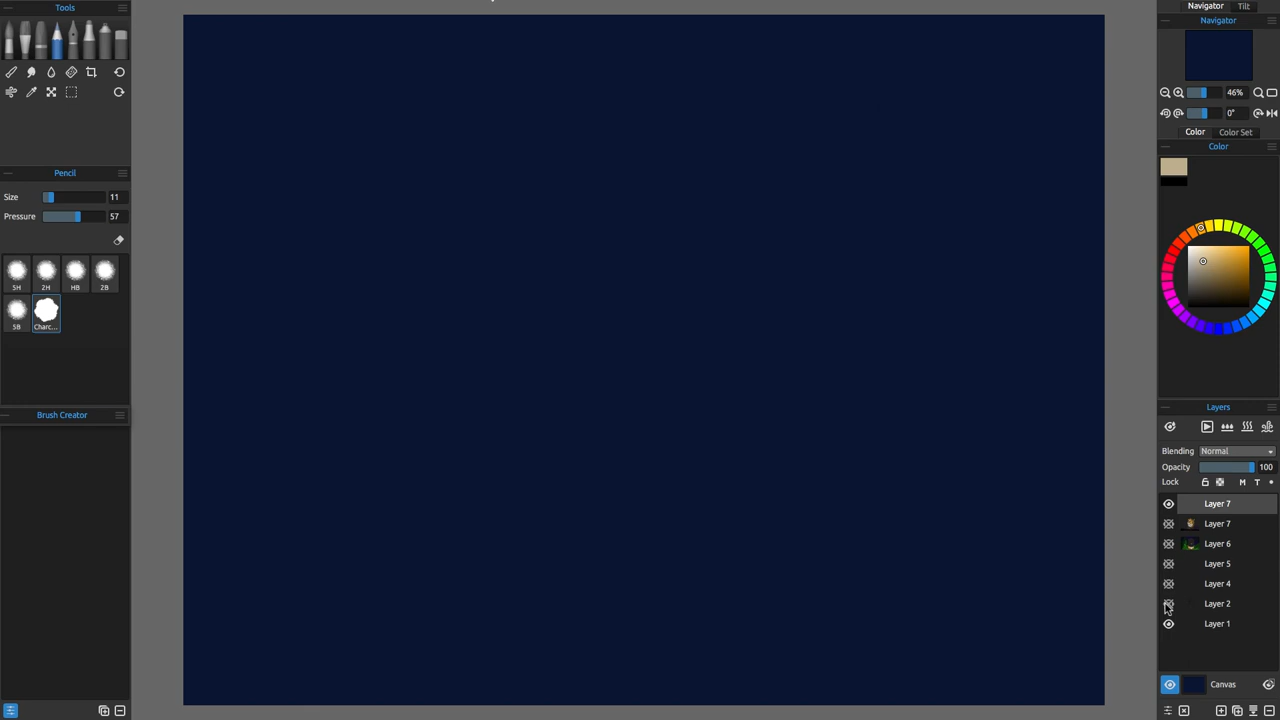 Tools
Navigator Tilt
Navigator
46%
0°
Color Color Set
Color
Pencil
Size 11
Pressure 57
5H 2H HB 2B
5B Charc...
Brush Creator
Layers
Blending Normal
Opacity 100
Lock M T
Layer 7
Layer 7
Layer 6
Layer 5
Layer 4
Layer 2
Layer 1
Canvas